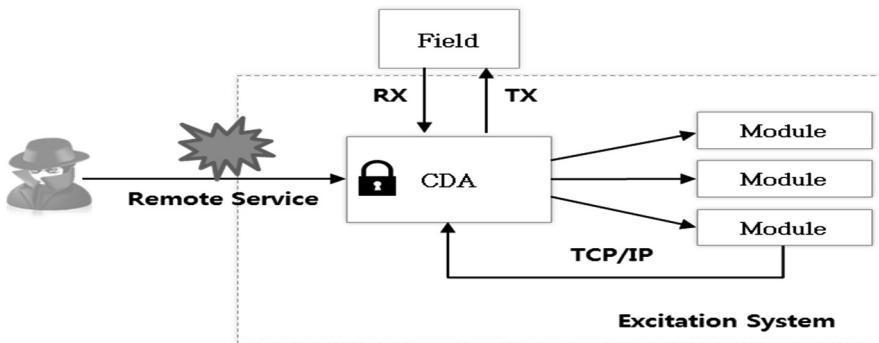 Field
RX
TX
Module
Module
Module
CDA
Remote Service
TCP/IP
Excitation System